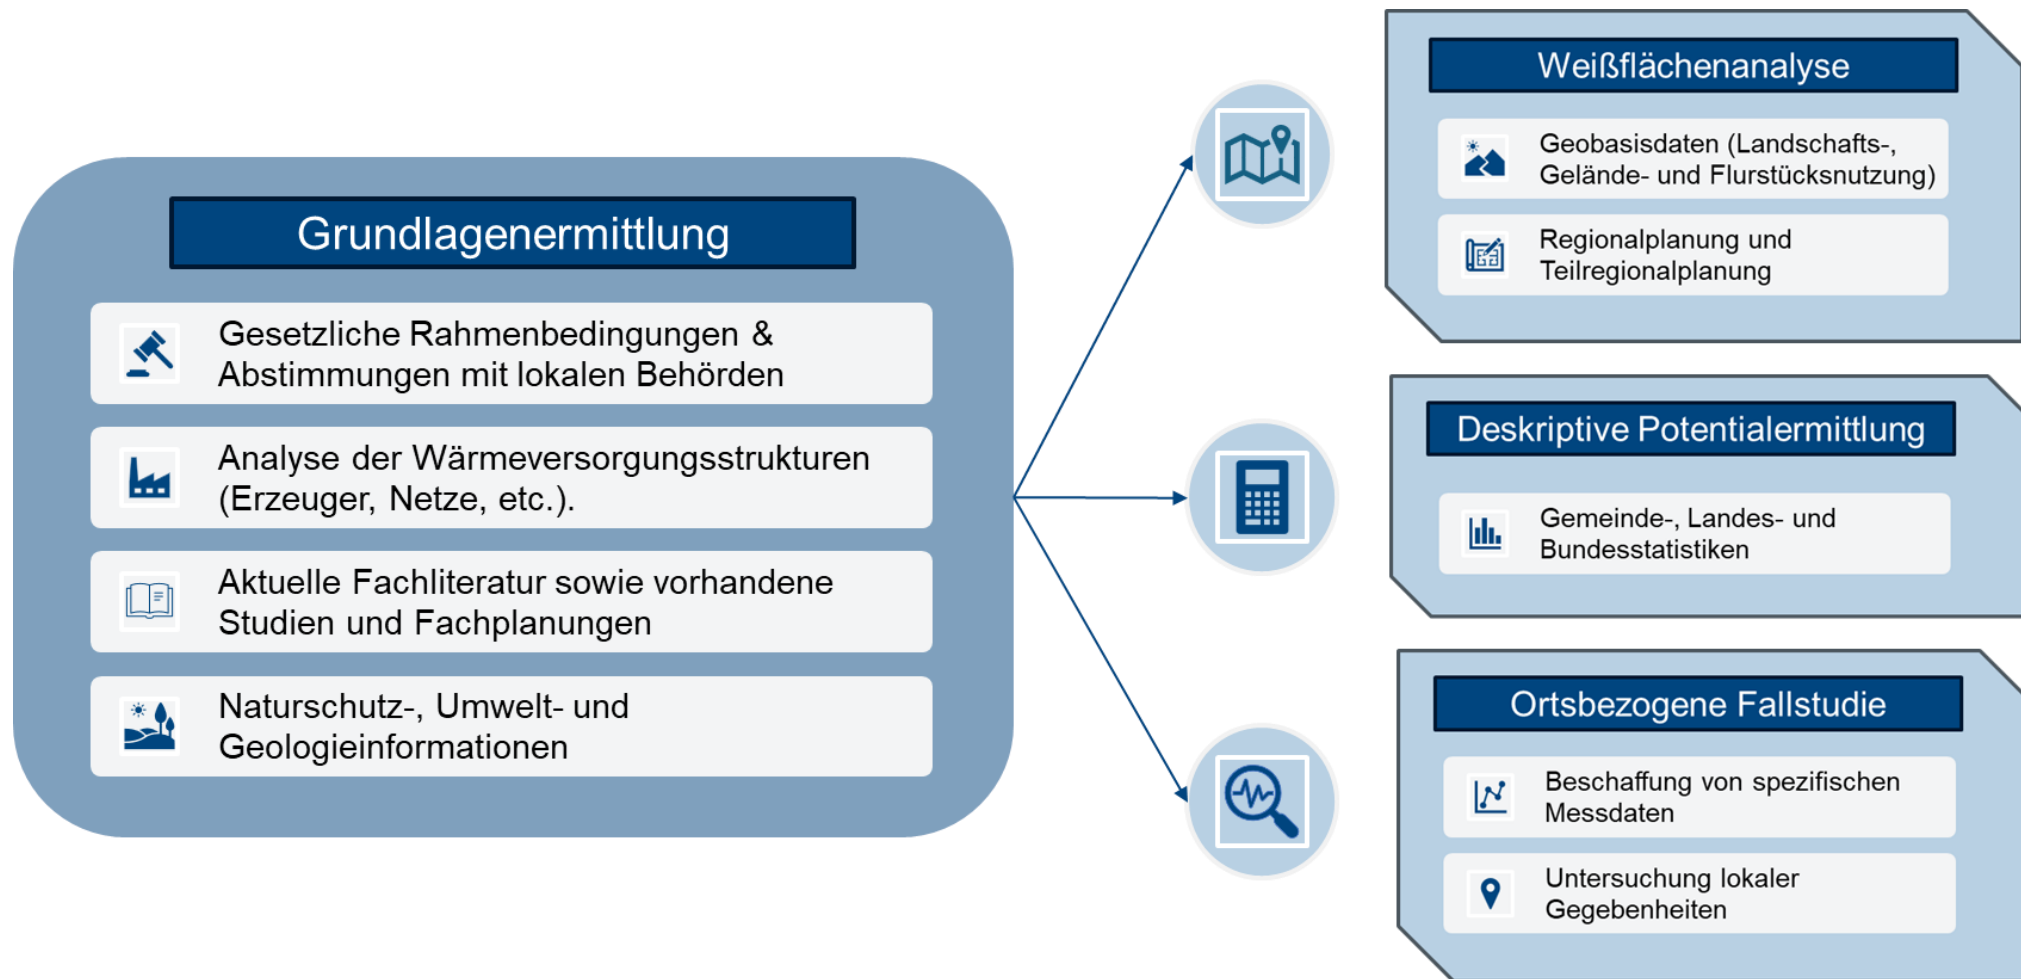 Grundlagenermittlung
Gesetzliche Rahmenbedingungen &
Abstimmungen mit lokalen Behörden
Analyse der Wärmeversorgungsstrukturen
(Erzeuger, Netze, etc.).
Aktuelle Fachliteratur sowie vorhandene
Studien und Fachplanungen
Naturschutz-, Umwelt- und
Geologieinformationen
Weißflächenanalyse
Geobasisdaten (Landschafts-,
Gelände- und Flurstücksnutzung)
Regionalplanung und
Teilregionalplanung
Deskriptive Potentialermittlung
Gemeinde-, Landes- und
Bundesstatistiken
Ortsbezogene Fallstudie
Beschaffung von spezifischen
Messdaten
Untersuchung lokaler
Gegebenheiten